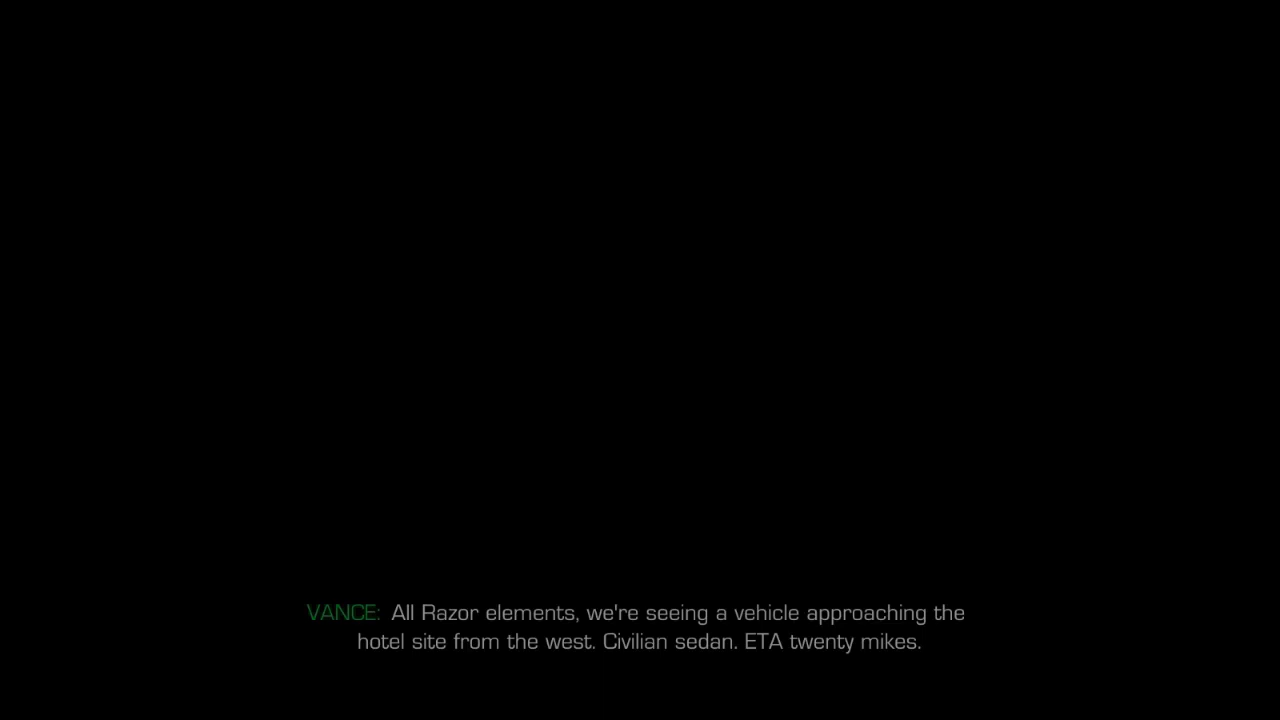 VANCE: All Razor elements, we're seeing a vehicle approaching the
hotel site from the west. Civilian sedan. ETA twenty mikes.